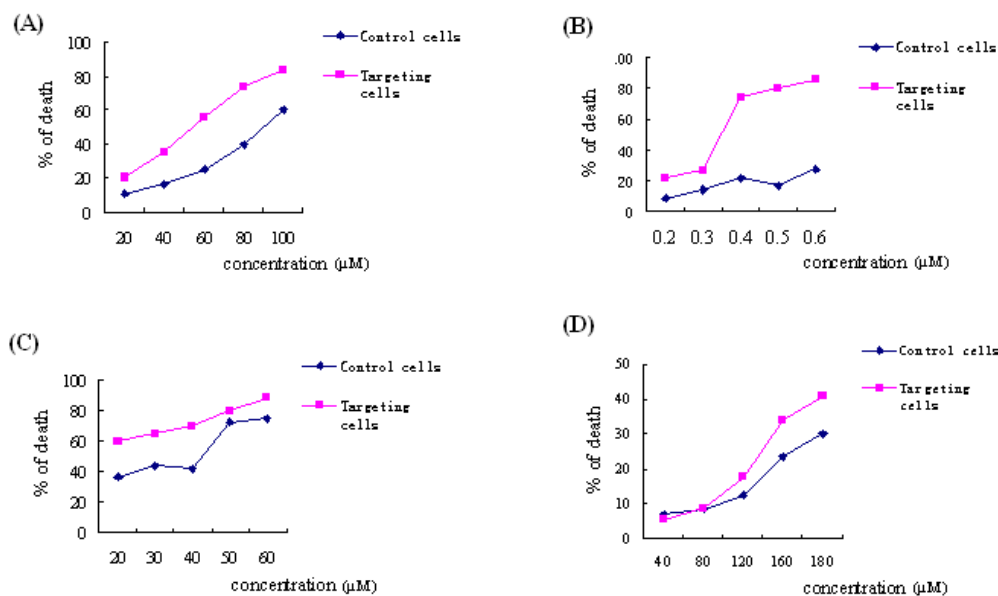 (A)
100
80
60
40
20
0
% of death
20 40 60 80 100
concentration (μM)
Control cells
Targeting
cells
(B)
00
80
60
40
20
0
% of death
0.2 0.3 0.4 0.5 0.6
concentration (μM)
Control cells
Targeting
cells
(C)
100
80
60
40
20
0
% of death
20 30 40 50 60
concentration (μM)
Control cells
Targeting
cells
(D)
50
40
30
20
10
0
% of death
40 80 120 160 180
concentration (μM)
Control cells
Targeting
cells